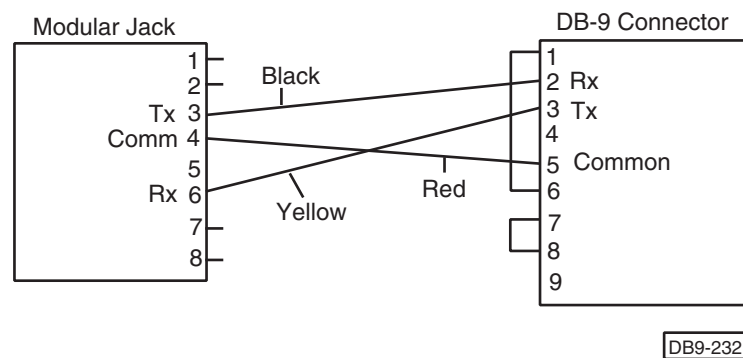 Modular Jack
DB-9 Connector
1
2
Tx 3
Comm 4
5
Rx 6
7
8
Black
Yellow
Red
1
2 Rx
3 Tx
4
5 Common
6
7
8
9
DB9-232